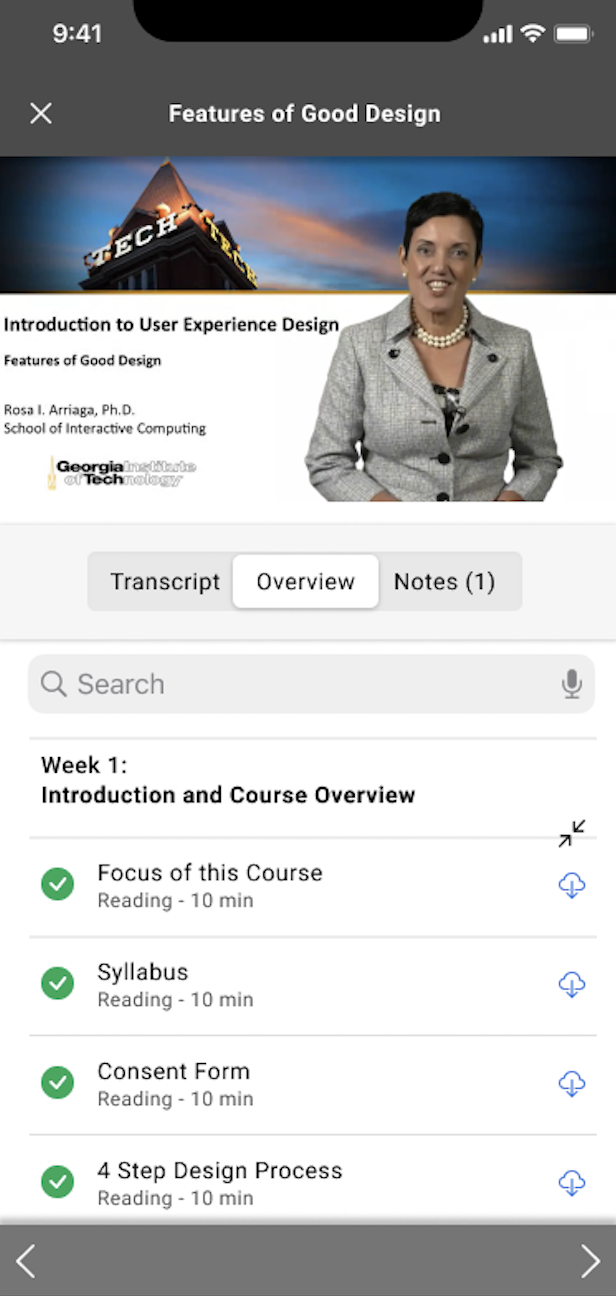 9:41
Features of Good Design
TECH TECH
Introduction to User Experience Design
Features of Good Design
Rosa I. Arriaga, Ph.D.
School of Interactive Computing
Georgia Institute
of Technology
Transcript Overview Notes (1)
Search
Week 1:
Introduction and Course Overview
Focus of this Course
Reading - 10 min
Syllabus
Reading - 10 min
Consent Form
Reading - 10 min
4 Step Design Process
Reading - 10 min